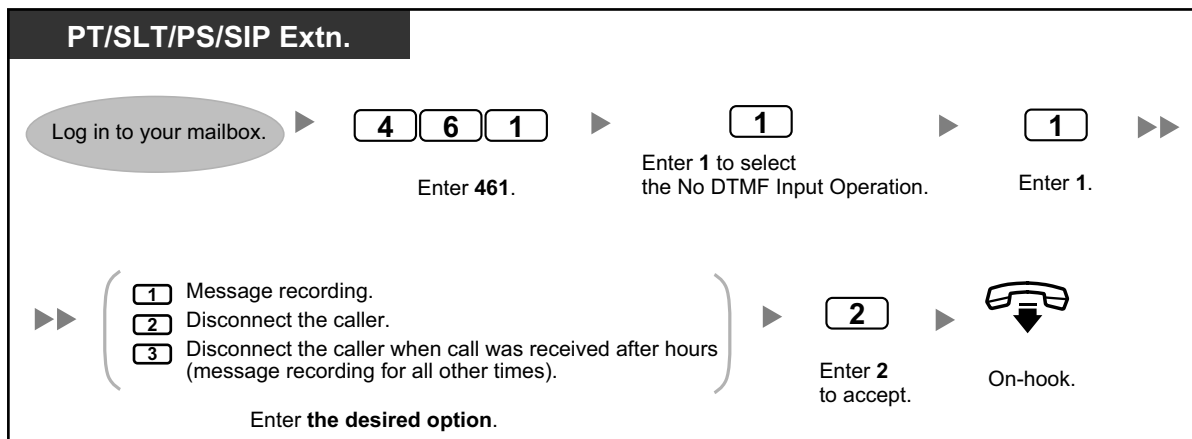 PT/SLT/PS/SIP Extn.
Log in to your mailbox.
4 6 1
Enter 461.
1
Enter 1 to select
the No DTMF Input Operation.
1
Enter 1.
1 Message recording.
2 Disconnect the caller.
3 Disconnect the caller when call was received after hours
(message recording for all other times).
Enter the desired option.
2
Enter 2
to accept.
On-hook.